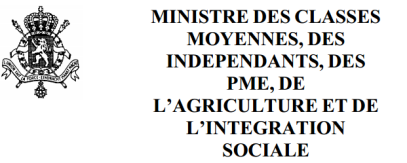 MINISTRE DES CLASSES
MOYENNES, DES
INDEPENDANTS, DES
PME, DE
L’AGRICULTURE ET DE
L’INTEGRATION
SOCIALE